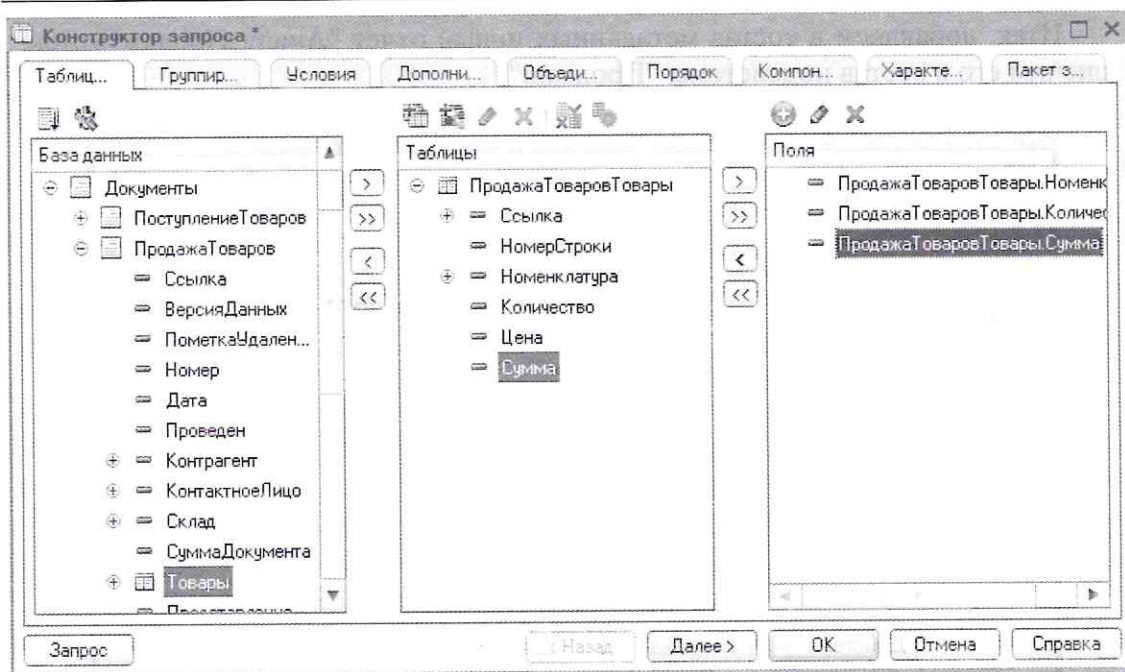 Конструктор запроса *
Таблиц... Группир... Условия Дополни... Объеди... Порядок Компон... Характе... Пакет з...
База данных
Документы
ПоступлениеТоваров
ПродажаТоваров
Ссылка
ВерсияДанных
ПометкаУдален...
Номер
Дата
Проведен
Контрагент
КонтактноеЛицо
Склад
СуммаДокумента
Товары
Таблицы
ПродажаТоваровТовары
Ссылка
НомерСтроки
Номенклатура
Количество
Цена
Сумма
Поля
ПродажаТоваровТовары.Номенк
ПродажаТоваровТовары.Количес
ПродажаТоваровТовары.Сумма
> >> < <<
> >> < <<
Запрос < Назад Далее > ОК Отмена Справка